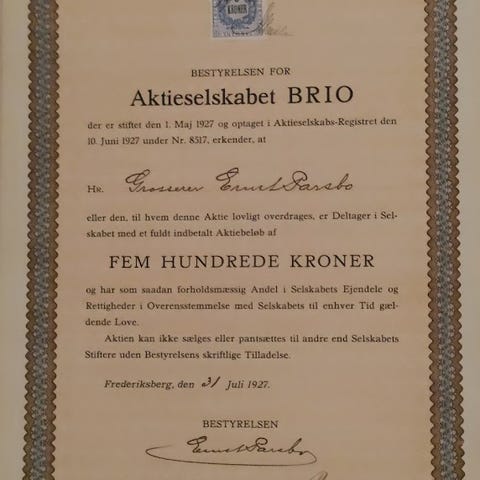 KRONER
BESTYRELSEN FOR
Aktieselskabet BRIO
der er stiftet den 1. Maj 1927 og optaget i Aktieselskabs-Registret den
10. Juni 1927 under Nr. 8517, erkender, at
HR. Grosserer Ernst Parsbo
eller den, til hvem denne Aktie lovligt overdrages, er Deltager i Sel-
skabet med et fuldt indbetalt Aktiebeløb af
FEM HUNDREDE KRONER
og har som saadan forholdsmæssig Andel i Selskabets Ejendele og
Rettigheder i Overensstemmelse med Selskabets til enhver Tid gæl-
dende Love.
Aktien kan ikke sælges eller pantsættes til andre end Selskabets
Stiftere uden Bestyrelsens skriftlige Tilladelse.
Frederiksberg, den 31 Juli 1927.
BESTYRELSEN
Ernst Parsbo